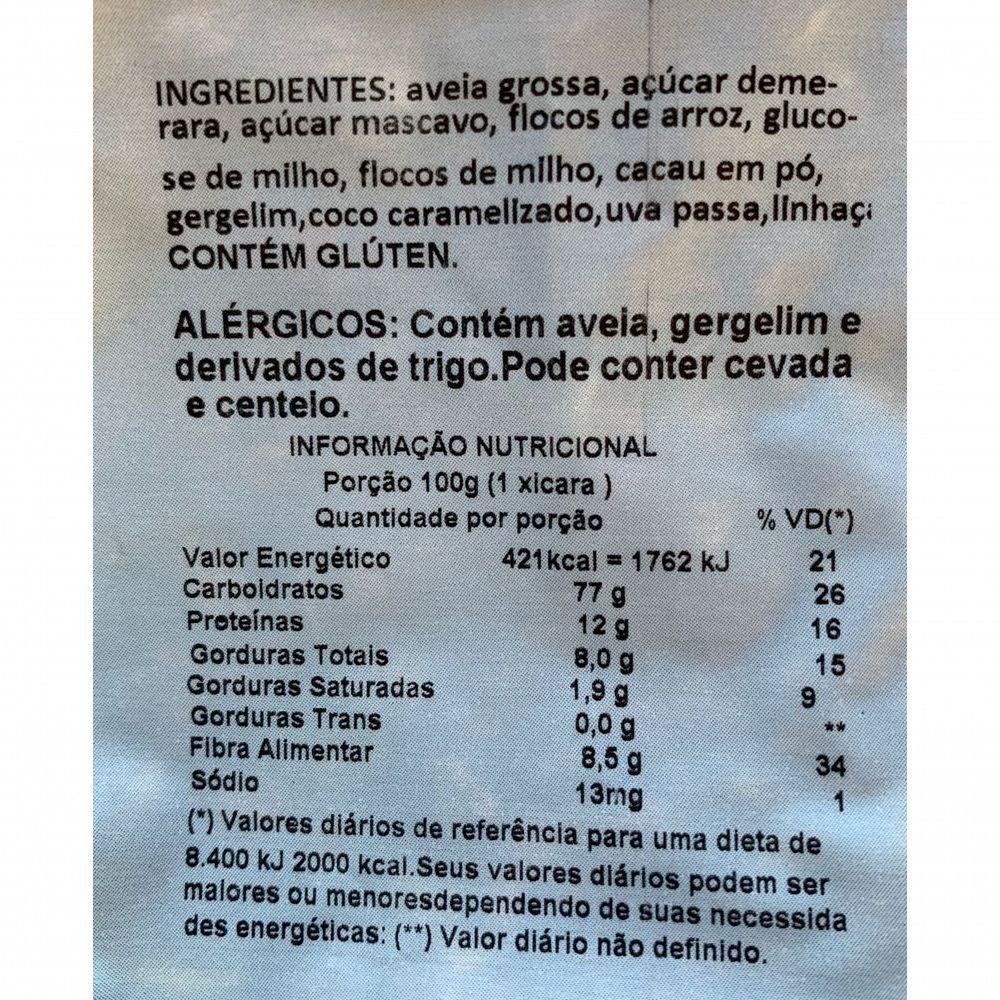 INGREDIENTES: aveia grossa, açúcar deme-
rara, açúcar mascavo, flocos de arroz, gluco-
se de milho, flocos de milho, cacau em pó,
gergelim,coco caramelizado,uva passa,linhaça
CONTÉM GLÚTEN.
ALÉRGICOS: Contém aveia, gergelim e
derivados de trigo.Pode conter cevada
e centeio.
INFORMAÇÃO NUTRICIONAL
Porção 100g (1 xicara )
Quantidade por porção % VD(*)
Valor Energético 421kcal = 1762 kJ 21
Carboidratos 77 g 26
Proteínas 12 g 16
Gorduras Totais 8,0 g 15
Gorduras Saturadas 1,9 g 9
Gorduras Trans 0,0 g **
Fibra Alimentar 8,5 g 34
Sódio 13mg 1
(*) Valores diários de referência para uma dieta de
8.400 kJ 2000 kcal.Seus valores diários podem ser
maiores ou menoresdependendo de suas necessida
des energéticas: (**) Valor diário não definido.